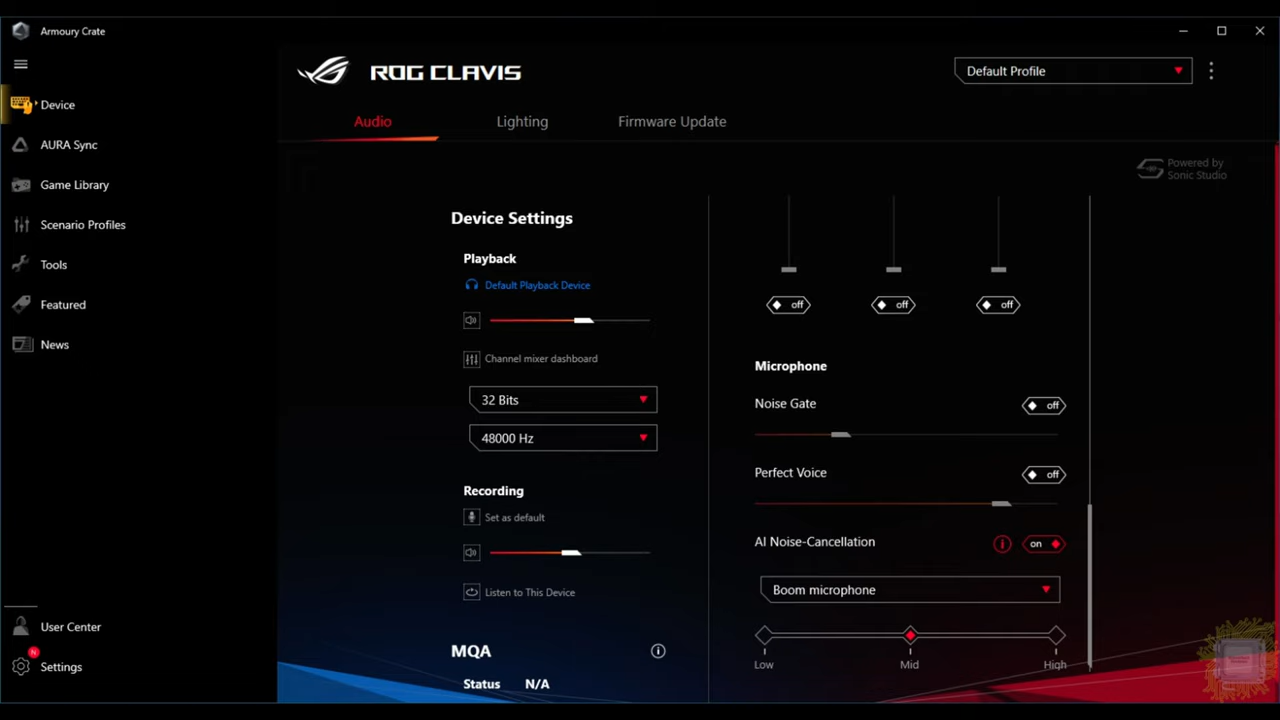 Armoury Crate
ROG CLAVIS
Default Profile
Device
Audio
Lighting
Firmware Update
AURA Sync
Powered by
Sonic Studio
Game Library
Scenario Profiles
Tools
Featured
News
User Center
N
Settings
Device Settings
Playback
Default Playback Device
Channel mixer dashboard
32 Bits
48000 Hz
Recording
Set as default
Listen to This Device
MQA
Status N/A
off off off
Microphone
Noise Gate off
Perfect Voice off
AI Noise-Cancellation on
Boom microphone
Low Mid High